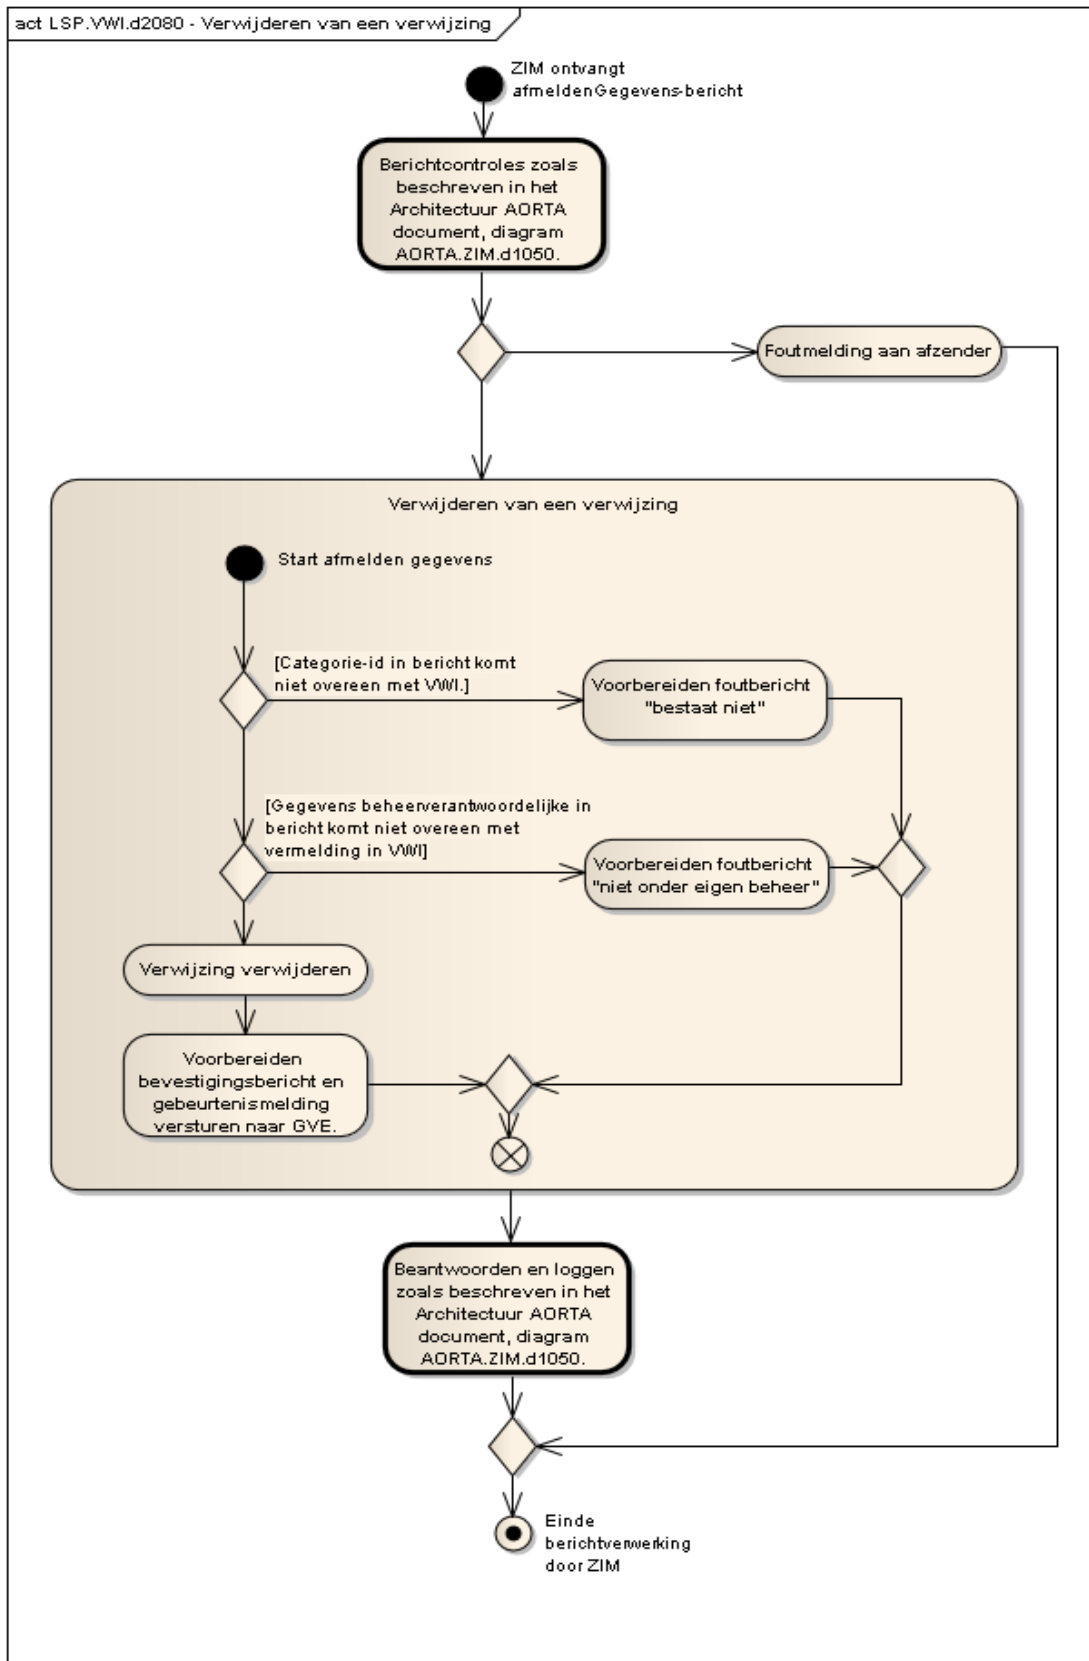 act LSP.VWI.d2080 - Verwijderen van een verwijzing
ZIM ontvangt
afmeldenGegevens-bericht
Berichtcontroles zoals
beschreven in het
Architectuur AORTA
document, diagram
AORTA.ZIM.d1050.
Foutmelding aan afzender
Verwijderen van een verwijzing
Start afmelden gegevens
[Categorie-id in bericht komt
niet overeen met VWI.]
Voorbereiden foutbericht
"bestaat niet"
[Gegevens beheerverantwoordelijke in
bericht komt niet overeen met
vermelding in VWI]
Voorbereiden foutbericht
"niet onder eigen beheer"
Verwijzing verwijderen
Voorbereiden
bevestigingsbericht en
gebeurtenismelding
versturen naar GVE.
Beantwoorden en loggen
zoals beschreven in het
Architectuur AORTA
document, diagram
AORTA.ZIM.d1050.
Einde
berichtverwerking
door ZIM